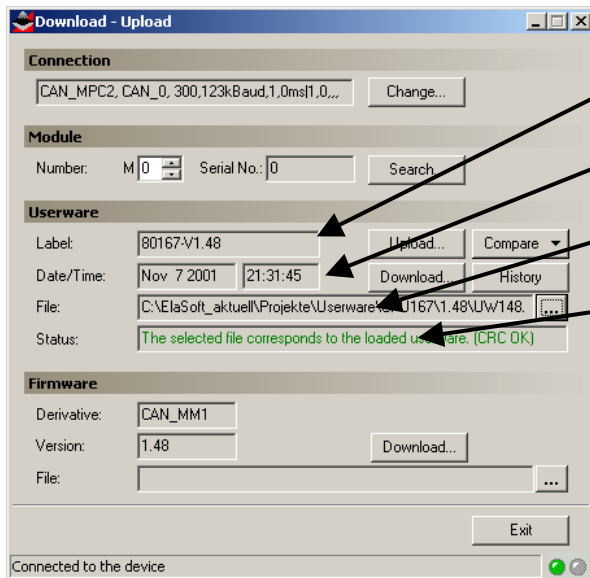 Download - Upload
Connection
CAN_MPC2, CAN_0, 300,123kBaud,1,0ms|1,0,,, Change...
Module
Number: M 0 Serial No.: 0 Search...
Userware
Label: 80167-V1.48 Upload... Compare
Date/Time: Nov 7 2001 21:31:45 Download... History
File: C:\ElaSoft_aktuell\Projekte\Userware\ 167\1.48\UW148. ...
Status: The selected file corresponds to the loaded userware. (CRC OK)
Firmware
Derivative: CAN_MM1
Version: 1.48 Download...
File: ...
Exit
Connected to the device